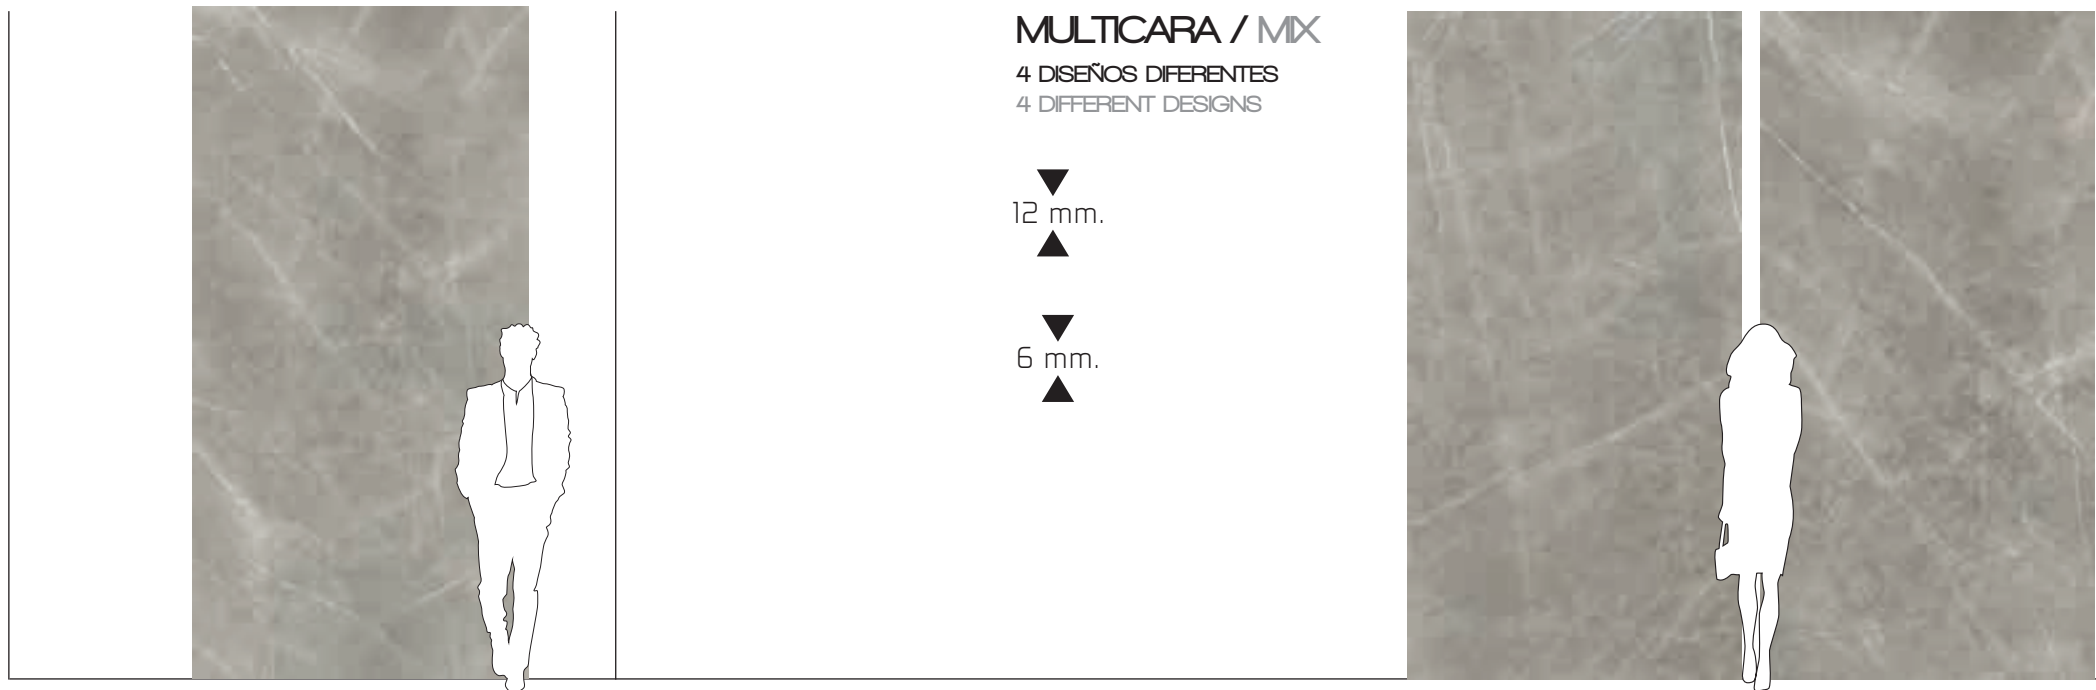 MULTICARA / MIX
4 DISEÑOS DIFERENTES
4 DIFFERENT DESIGNS
12 mm.
6 mm.